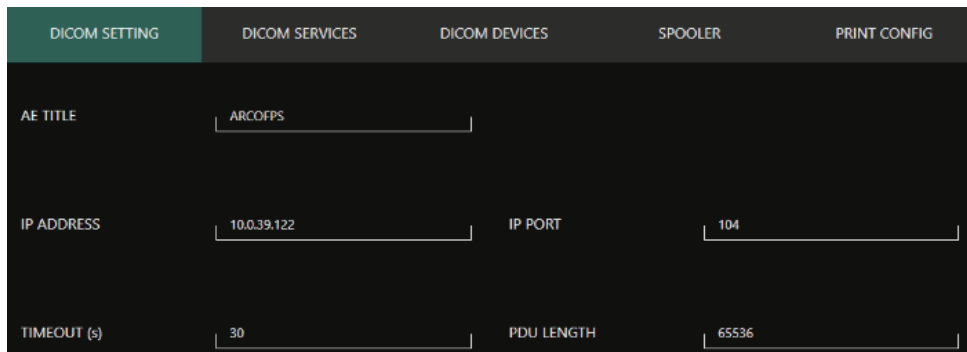 DICOM SETTING DICOM SERVICES DICOM DEVICES SPOOLER PRINT CONFIG
AE TITLE ARCOFPS
IP ADDRESS 10.0.39.122 IP PORT 104
TIMEOUT (s) 30 PDU LENGTH 65536